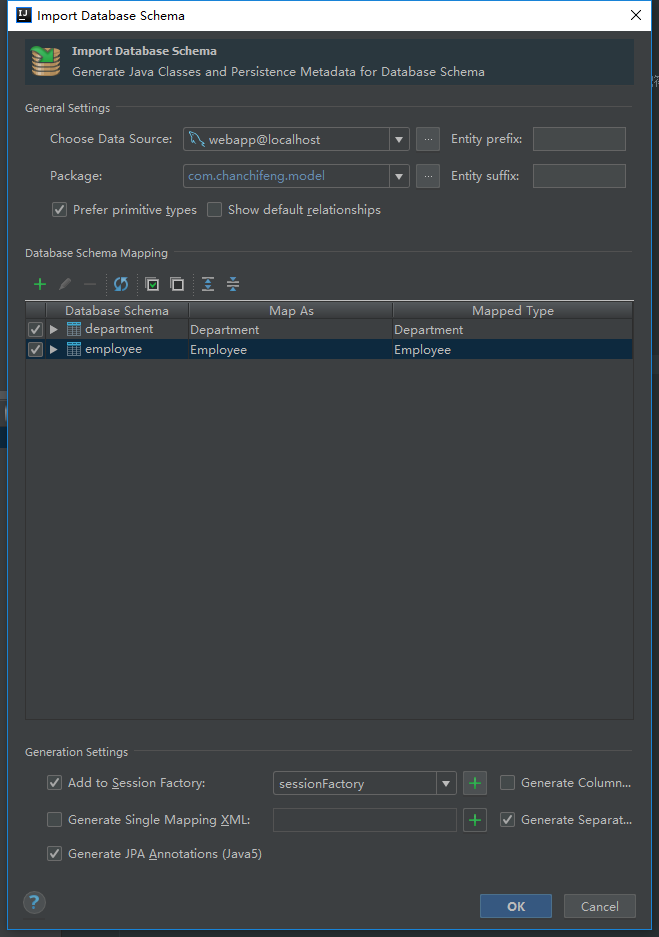 Import Database Schema
Import Database Schema
Generate Java Classes and Persistence Metadata for Database Schema
General Settings
Choose Data Source: webapp@localhost ... Entity prefix:
Package: com.chanchifeng.model ... Entity suffix:
Prefer primitive types Show default relationships
Database Schema Mapping
Database Schema Map As Mapped Type
department Department Department
employee Employee Employee
Generation Settings
Add to Session Factory: sessionFactory Generate Column...
Generate Single Mapping XML: Generate Separat...
Generate JPA Annotations (Java5)
? OK Cancel